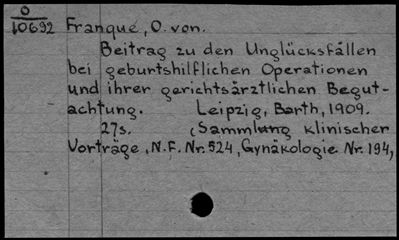 O
10692 Franqué, O. von.
Beitrag zu den Unglücksfällen
bei geburtshilflichen Operationen
und ihrer gerichtsärztlichen Begut-
achtung. Leipzig, Barth, 1909.
27s. (Sammlung klinischer
Vorträge, N.F. Nr. 524, Gynäkologie Nr. 194,